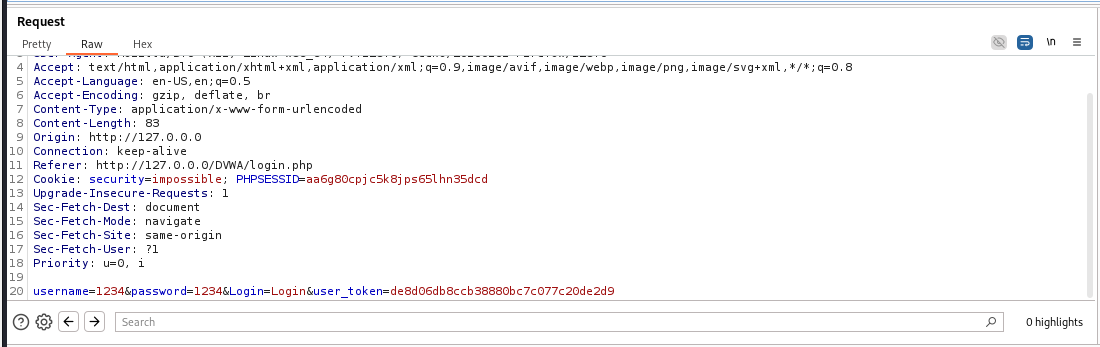 Request
Pretty Raw Hex
\n
4 Accept: text/html,application/xhtml+xml,application/xml;q=0.9,image/avif,image/webp,image/png,image/svg+xml,*/*;q=0.8
5 Accept-Language: en-US,en;q=0.5
6 Accept-Encoding: gzip, deflate, br
7 Content-Type: application/x-www-form-urlencoded
8 Content-Length: 83
9 Origin: http://127.0.0.0
10 Connection: keep-alive
11 Referer: http://127.0.0.0/DVWA/login.php
12 Cookie: security=impossible; PHPSESSID=aa6g80cpjc5k8jps65lhn35dcd
13 Upgrade-Insecure-Requests: 1
14 Sec-Fetch-Dest: document
15 Sec-Fetch-Mode: navigate
16 Sec-Fetch-Site: same-origin
17 Sec-Fetch-User: ?1
18 Priority: u=0, i
19
20 username=1234&password=1234&Login=Login&user_token=de8d06db8ccb38880bc7c077c20de2d9
Search
0 highlights